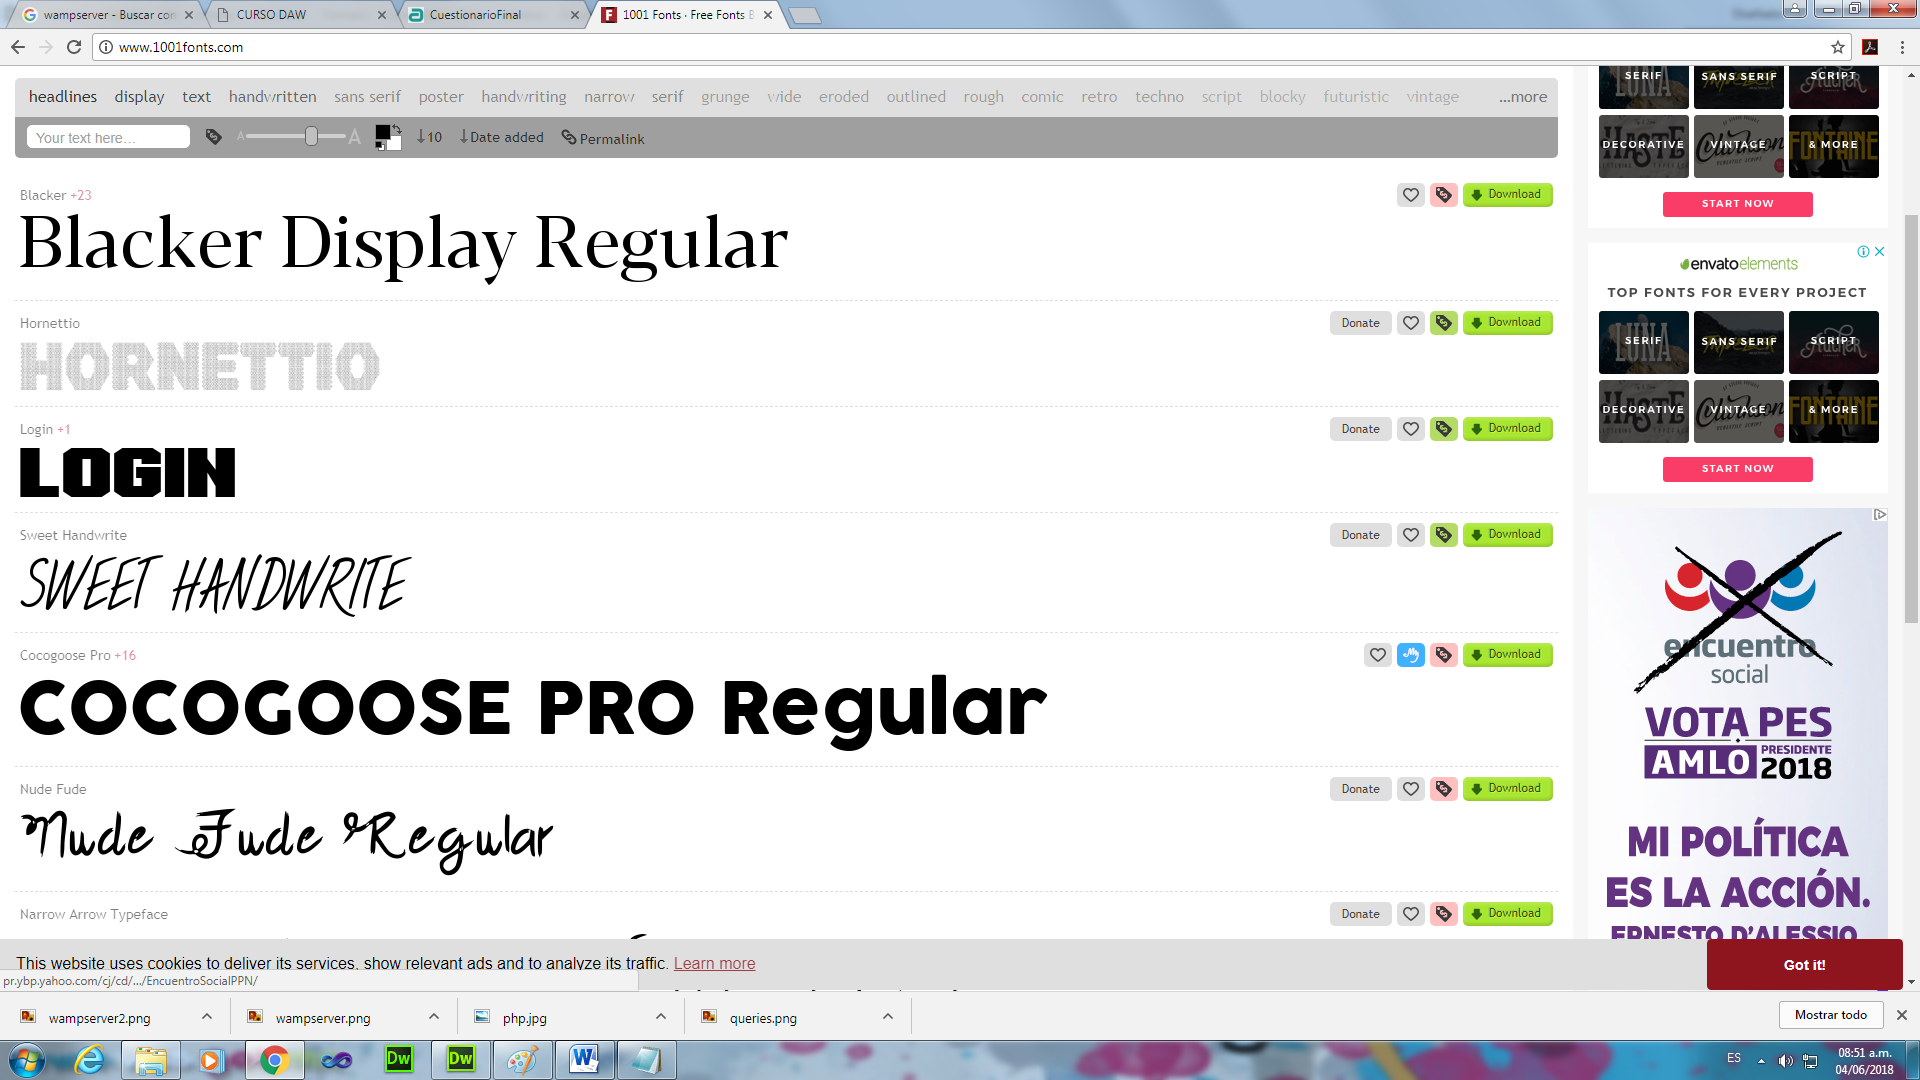 wampserver - Buscar con
CURSO DAW
CuestionarioFinal
1001 Fonts · Free Fonts B
www.1001fonts.com
headlines display text handwritten sans serif poster handwriting narrow serif grunge wide eroded outlined rough comic retro techno script blocky futuristic vintage ...more
Your text here...
A A
10
Date added
Permalink
Blacker +23
Download
Blacker Display Regular
Hornettio
Donate
Download
HORNETTIO
Login +1
Donate
Download
LOGIN
Sweet Handwrite
Donate
Download
SWEET HANDWRITE
Cocogoose Pro +16
Download
COCOGOOSE PRO Regular
Nude Fude
Donate
Download
Nude Fude Regular
Narrow Arrow Typeface
Donate
Download
SERIF
SANS SERIF
SCRIPT
DECORATIVE
VINTAGE
& MORE
START NOW
envatoelements
TOP FONTS FOR EVERY PROJECT
SERIF
SANS SERIF
SCRIPT
DECORATIVE
VINTAGE
& MORE
START NOW
encuentro
social
VOTA PES
AMLO PRESIDENTE 2018
MI POLÍTICA
ES LA ACCIÓN.
ERNESTO D'ALESSIO
This website uses cookies to deliver its services, show relevant ads and to analyze its traffic. Learn more
Got it!
pr.ybp.yahoo.com/cj/cd/.../EncuentroSocialPPN/
wampserver2.png
wampserver.png
php.jpg
queries.png
Mostrar todo
ES
08:51 a.m.
04/06/2018